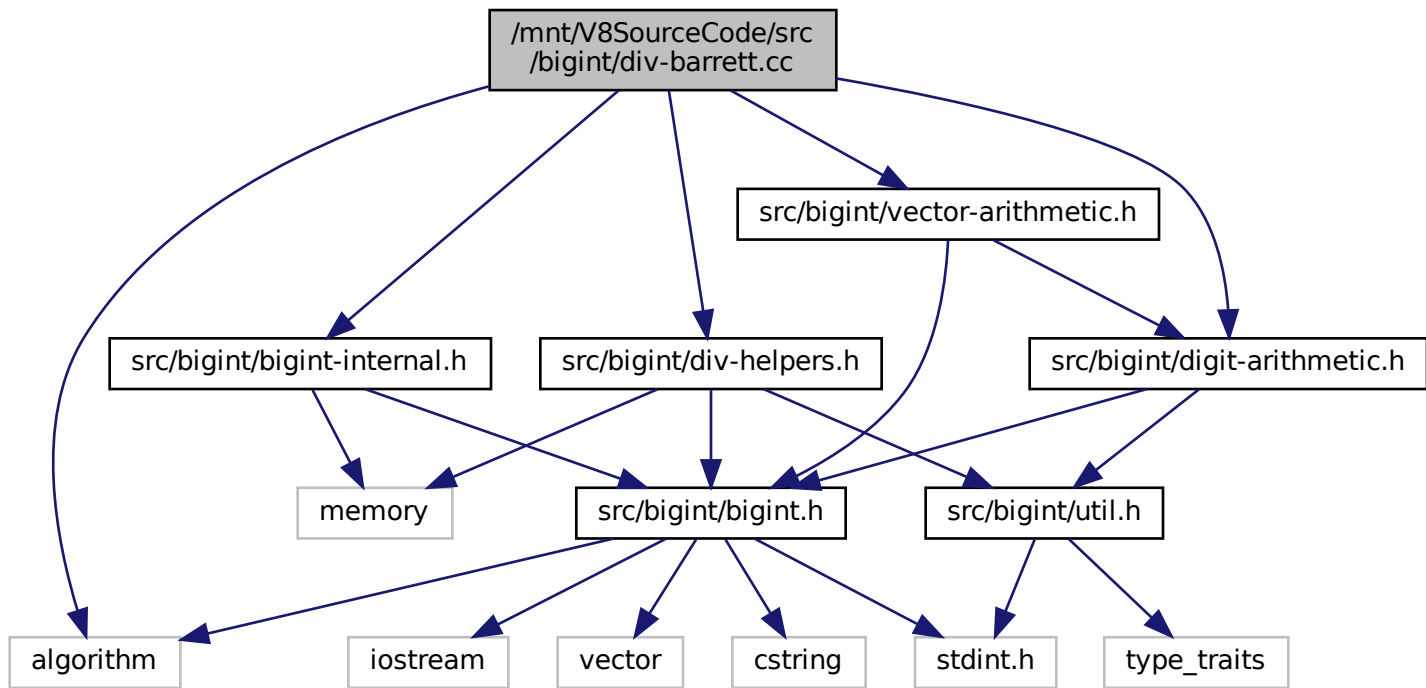 /mnt/V8SourceCode/src
/bigint/div-barrett.cc
src/bigint/vector-arithmetic.h
src/bigint/bigint-internal.h
src/bigint/div-helpers.h
src/bigint/digit-arithmetic.h
memory
src/bigint/bigint.h
src/bigint/util.h
algorithm
iostream
vector
cstring
stdint.h
type_traits